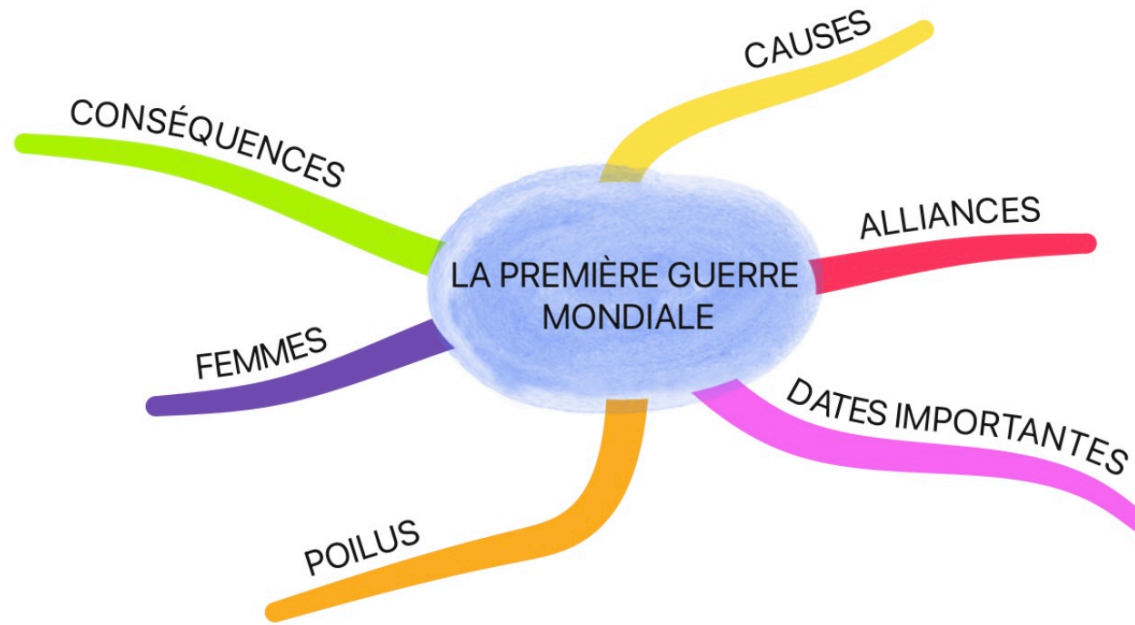 CAUSES
CONSÉQUENCES
ALLIANCES
LA PREMIÈRE GUERRE
MONDIALE
FEMMES
DATES IMPORTANTES
POILUS